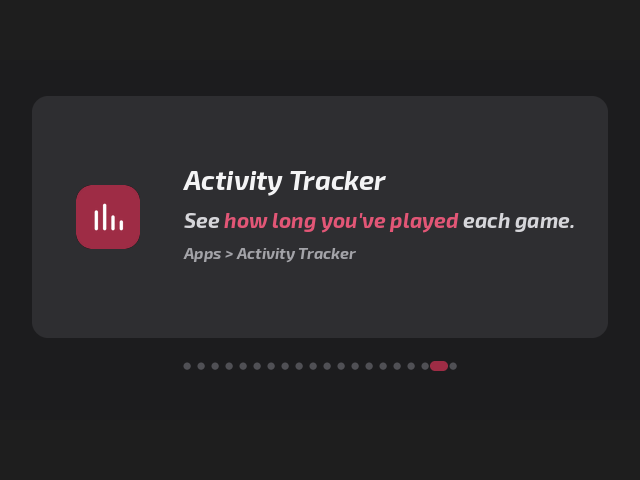 Activity Tracker
See how long you've played each game.
Apps > Activity Tracker